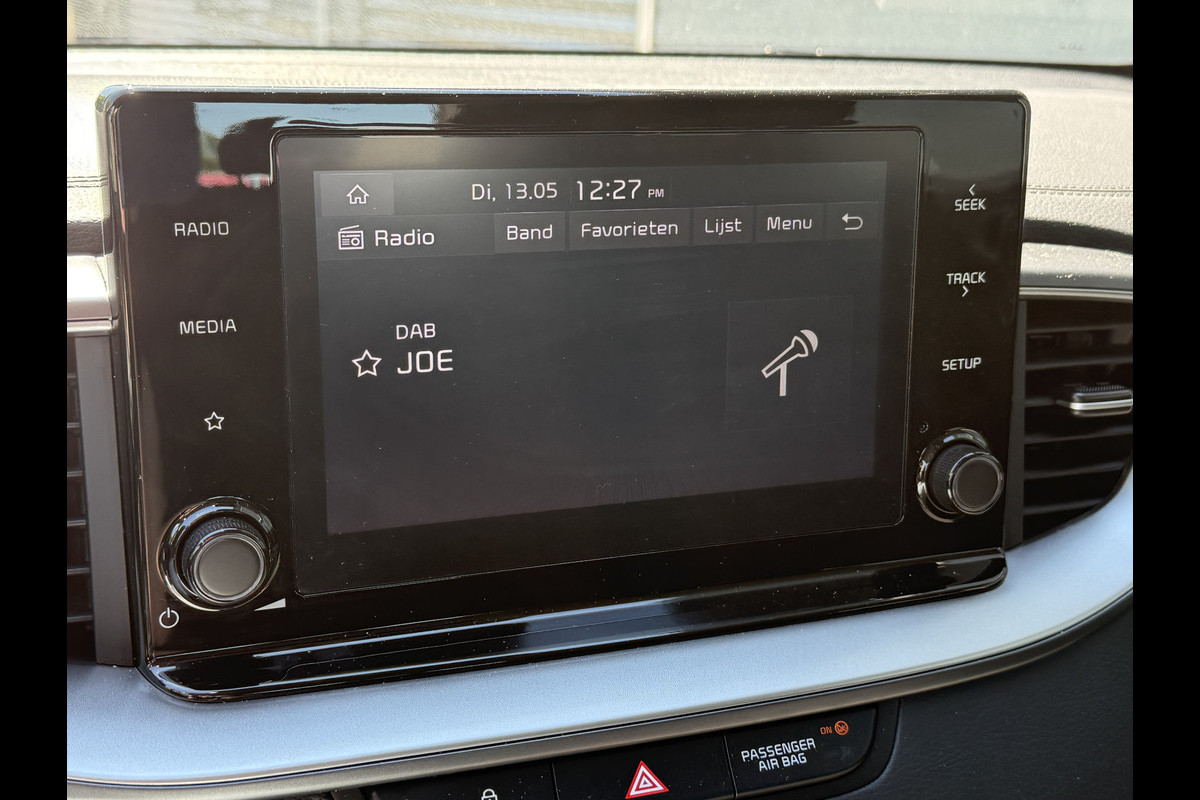 Di, 13.05 12:27 PM
Radio Band Favorieten Lijst Menu
DAB
JOE
RADIO
MEDIA
SEEK
TRACK
SETUP
PASSENGER
AIR BAG
ON